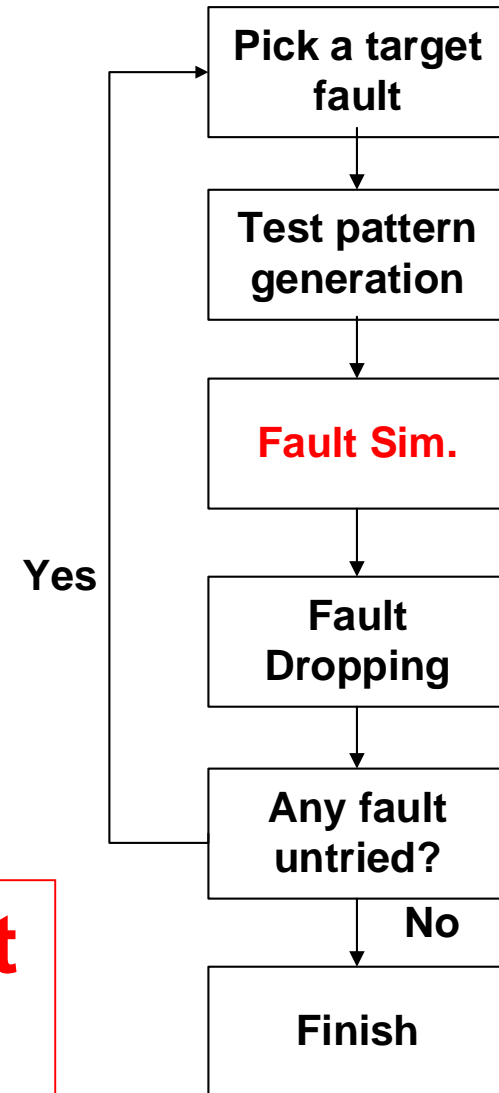 Pick a target
fault
Test pattern
generation
Fault Sim.
Yes
Fault
Dropping
Any fault
untried?
No
Finish